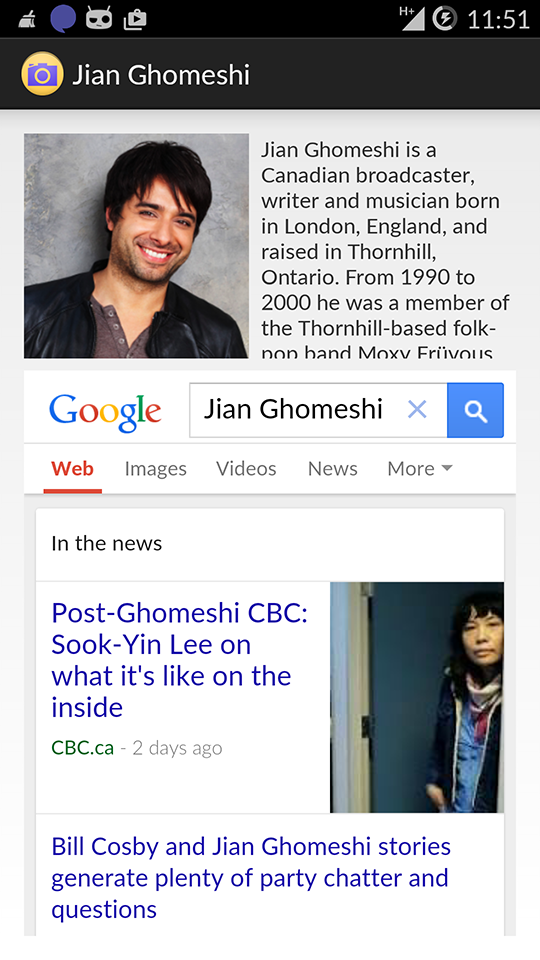 H+ 11:51
Jian Ghomeshi
Jian Ghomeshi is a
Canadian broadcaster,
writer and musician born
in London, England, and
raised in Thornhill,
Ontario. From 1990 to
2000 he was a member of
the Thornhill-based folk-
pop band Moxy Früvous
Google Jian Ghomeshi
Web Images Videos News More
In the news
Post-Ghomeshi CBC:
Sook-Yin Lee on
what it's like on the
inside
CBC.ca - 2 days ago
Bill Cosby and Jian Ghomeshi stories
generate plenty of party chatter and
questions